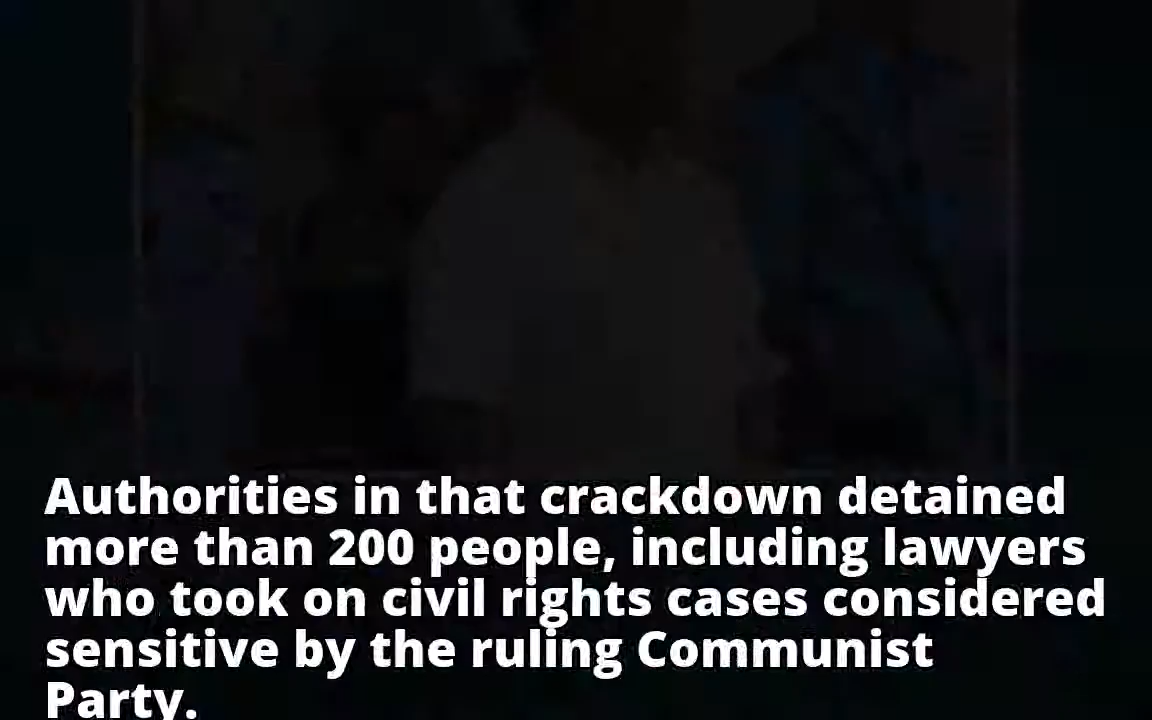 Authorities in that crackdown detained
more than 200 people, including lawyers
who took on civil rights cases considered
sensitive by the ruling Communist
Party.